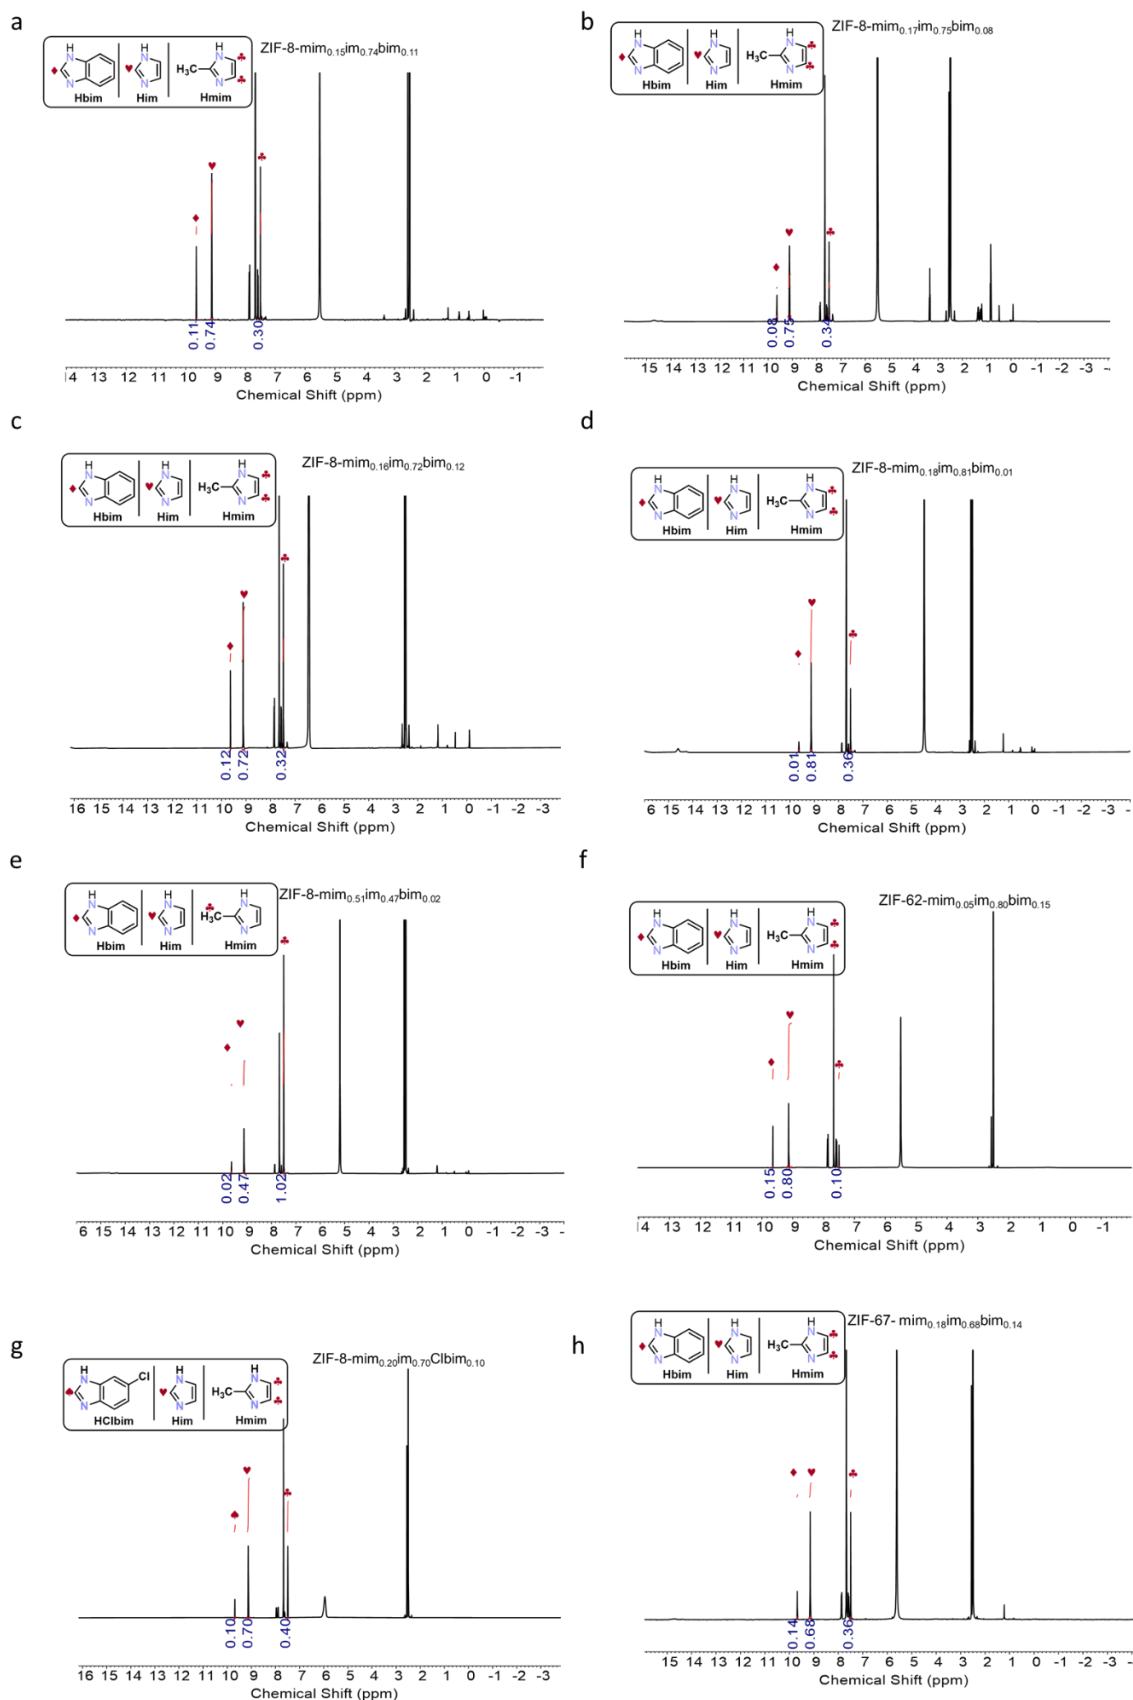 a
ZIF-8-mim0.15im0.74bim0.11
H
N
N
Hbim
H
N
N
Him
H
N
H3C
N
Hmim
0.11
0.74
0.30
14 13 12 11 10 9 8 7 6 5 4 3 2 1 0 -1
Chemical Shift (ppm)
b
ZIF-8-mim0.17im0.75bim0.08
H
N
N
Hbim
H
N
N
Him
H
N
H3C
N
Hmim
0.08
0.75
0.34
15 14 13 12 11 10 9 8 7 6 5 4 3 2 1 0 -1 -2 -3 -4
Chemical Shift (ppm)
c
ZIF-8-mim0.16im0.72bim0.12
H
N
N
Hbim
H
N
N
Him
H
N
H3C
N
Hmim
0.12
0.72
0.32
16 15 14 13 12 11 10 9 8 7 6 5 4 3 2 1 0 -1 -2 -3
Chemical Shift (ppm)
d
ZIF-8-mim0.18im0.81bim0.01
H
N
N
Hbim
H
N
N
Him
H
N
H3C
N
Hmim
0.01
0.81
0.36
6 15 14 13 12 11 10 9 8 7 6 5 4 3 2 1 0 -1 -2 -3 -
Chemical Shift (ppm)
e
ZIF-8-mim0.51im0.47bim0.02
H
N
N
Hbim
H
N
N
Him
H
N
H3C
N
Hmim
0.02
0.47
1.02
16 15 14 13 12 11 10 9 8 7 6 5 4 3 2 1 0 -1 -2 -3 -
Chemical Shift (ppm)
f
ZIF-62-mim0.05im0.80bim0.15
H
N
N
Hbim
H
N
N
Him
H
N
H3C
N
Hmim
0.15
0.80
0.10
14 13 12 11 10 9 8 7 6 5 4 3 2 1 0 -1
Chemical Shift (ppm)
g
ZIF-8-mim0.20im0.70Clbim0.10
H
N
Cl
N
HClbim
H
N
N
Him
H
N
H3C
N
Hmim
0.10
0.70
0.40
16 15 14 13 12 11 10 9 8 7 6 5 4 3 2 1 0 -1 -2 -3
Chemical Shift (ppm)
h
ZIF-67- mim0.18im0.68bim0.14
H
N
N
Hbim
H
N
N
Him
H
N
H3C
N
Hmim
0.14
0.68
0.36
16 15 14 13 12 11 10 9 8 7 6 5 4 3 2 1 0 -1 -2 -3
Chemical Shift (ppm)